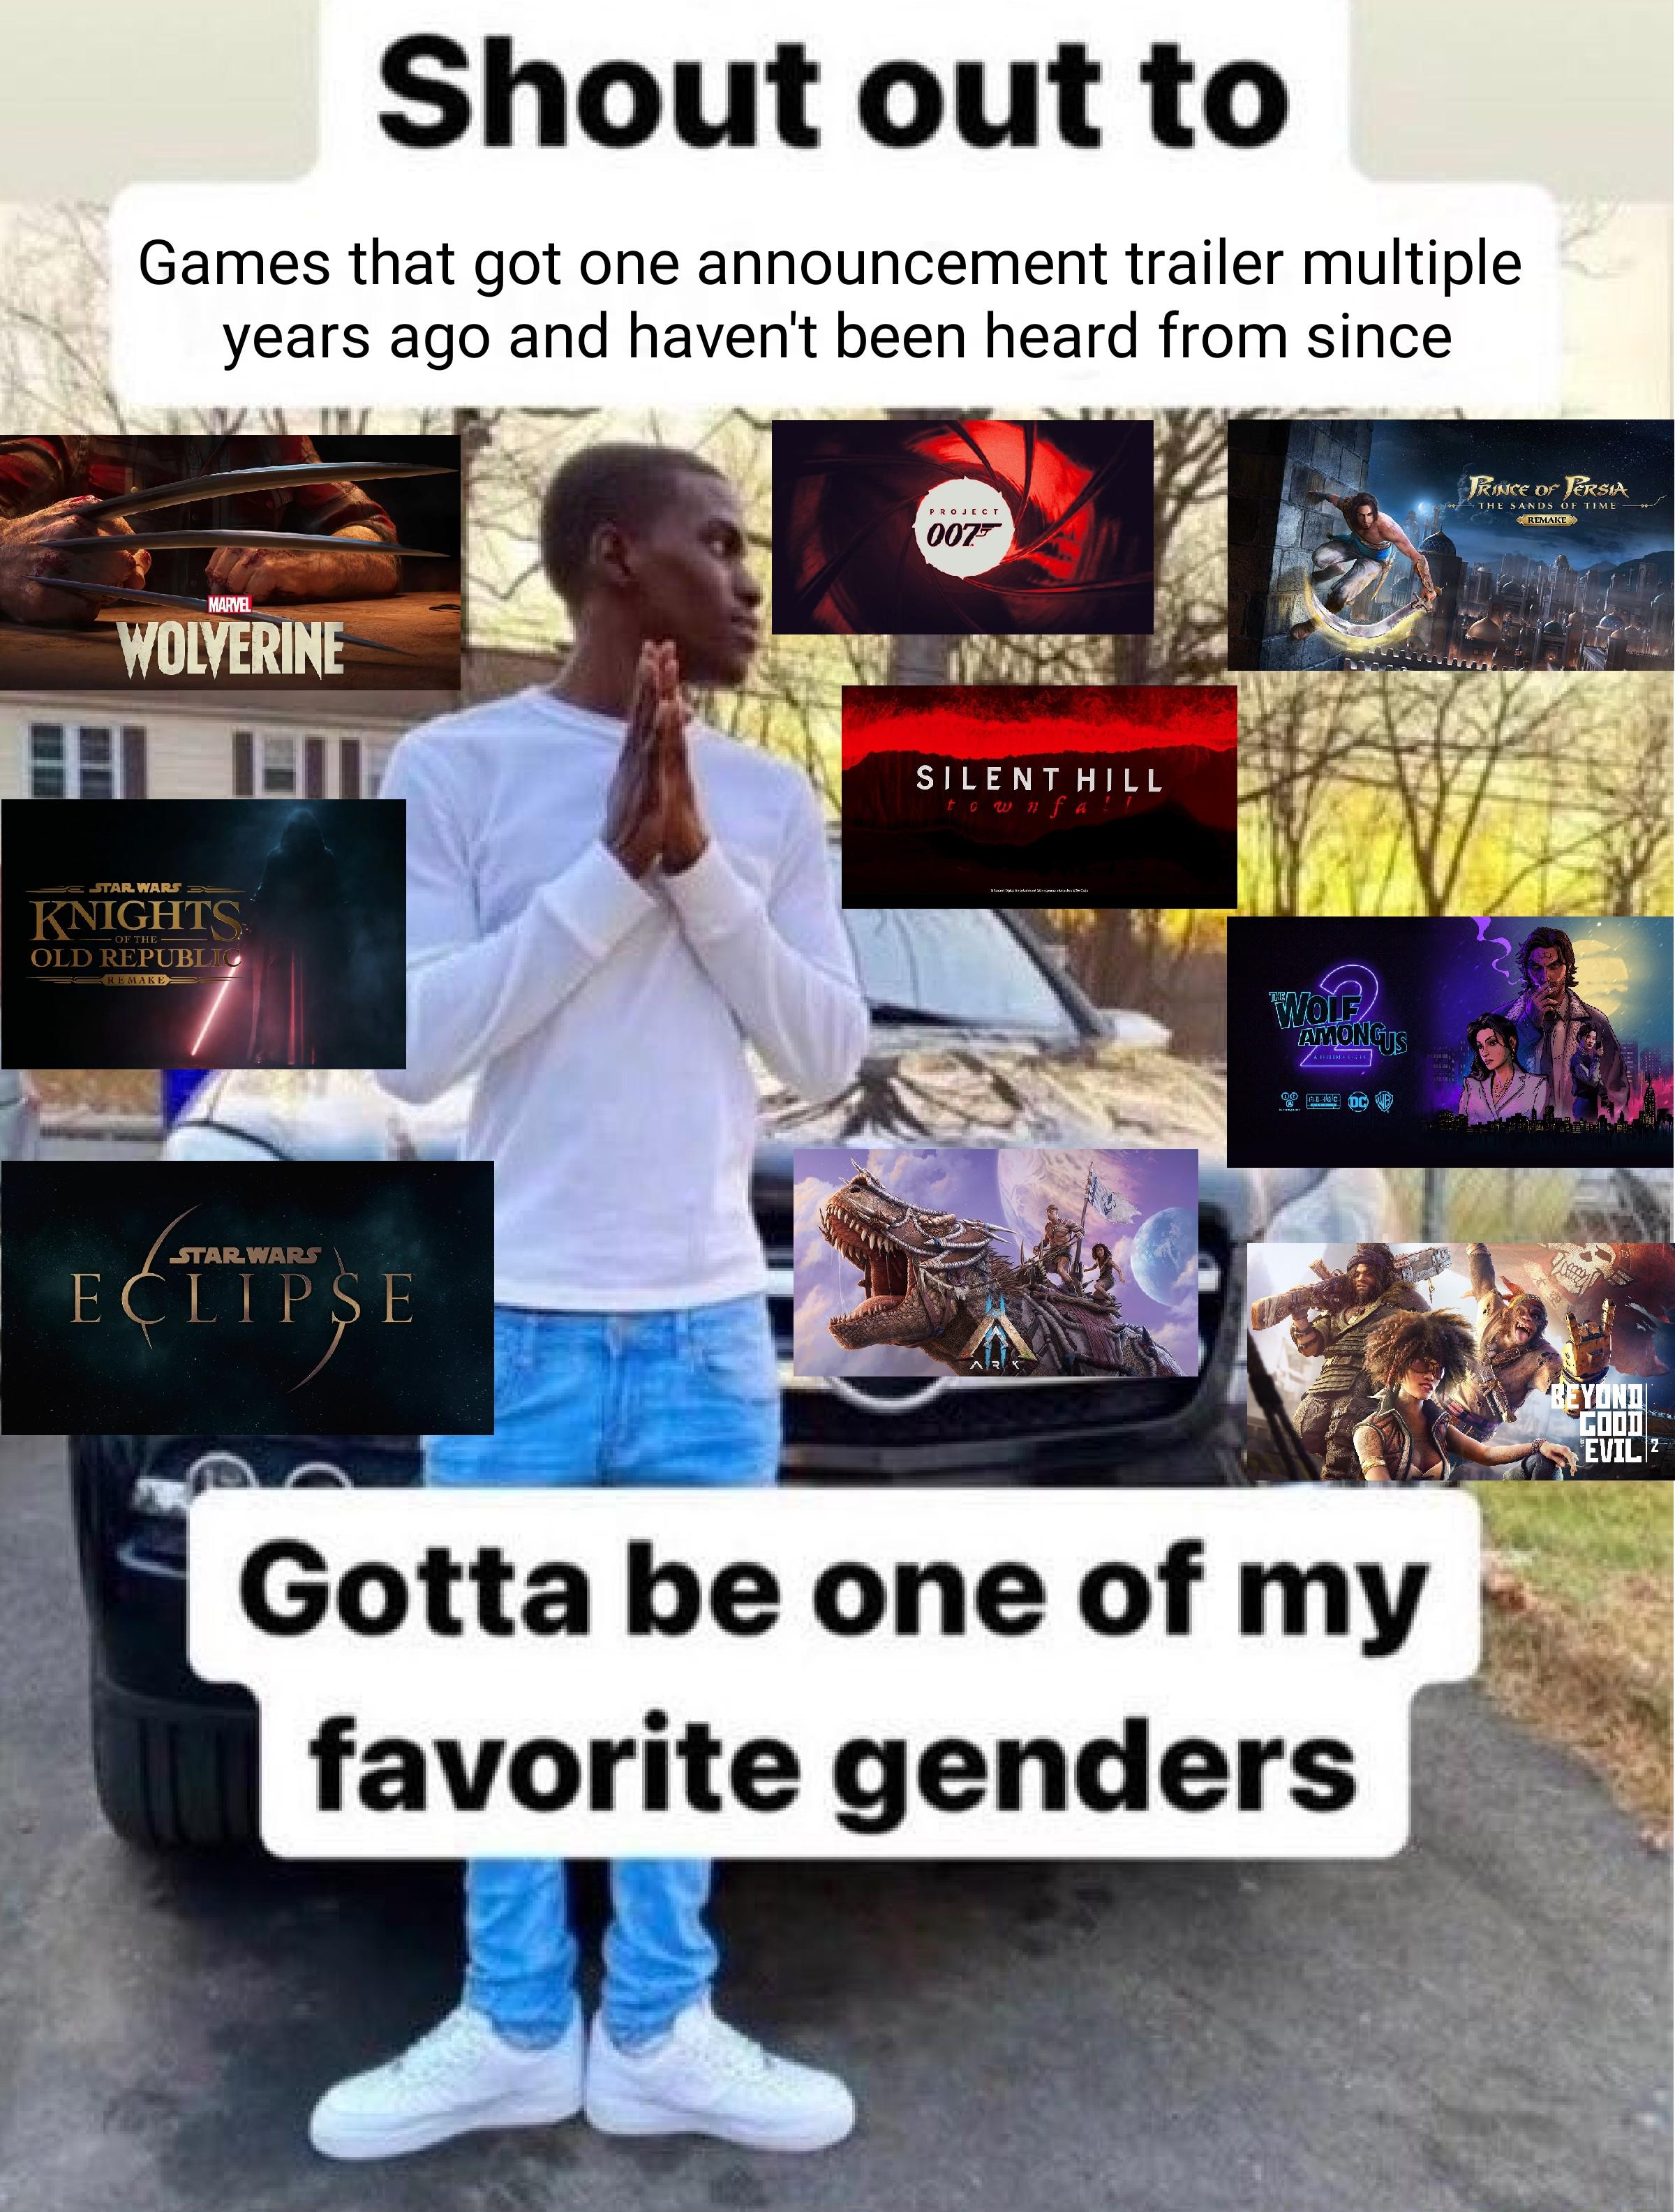 Shout out to
Games that got one announcement trailer multiple
years ago and haven't been heard from since
MARVEL
WOLVERINE
PROJECT
007
PRINCE OF PERSIA
THE SANDS OF TIME
REMAKE
SILENT HILL
townfall
STAR WARS
KNIGHTS
OF THE
OLD REPUBLIC
REMAKE
THE
WOLF
AMONG US
2
DC
WB
STAR WARS
ECLIPSE
ARK
II
BEYOND
GOOD
& EVIL 2
Gotta be one of my
favorite genders